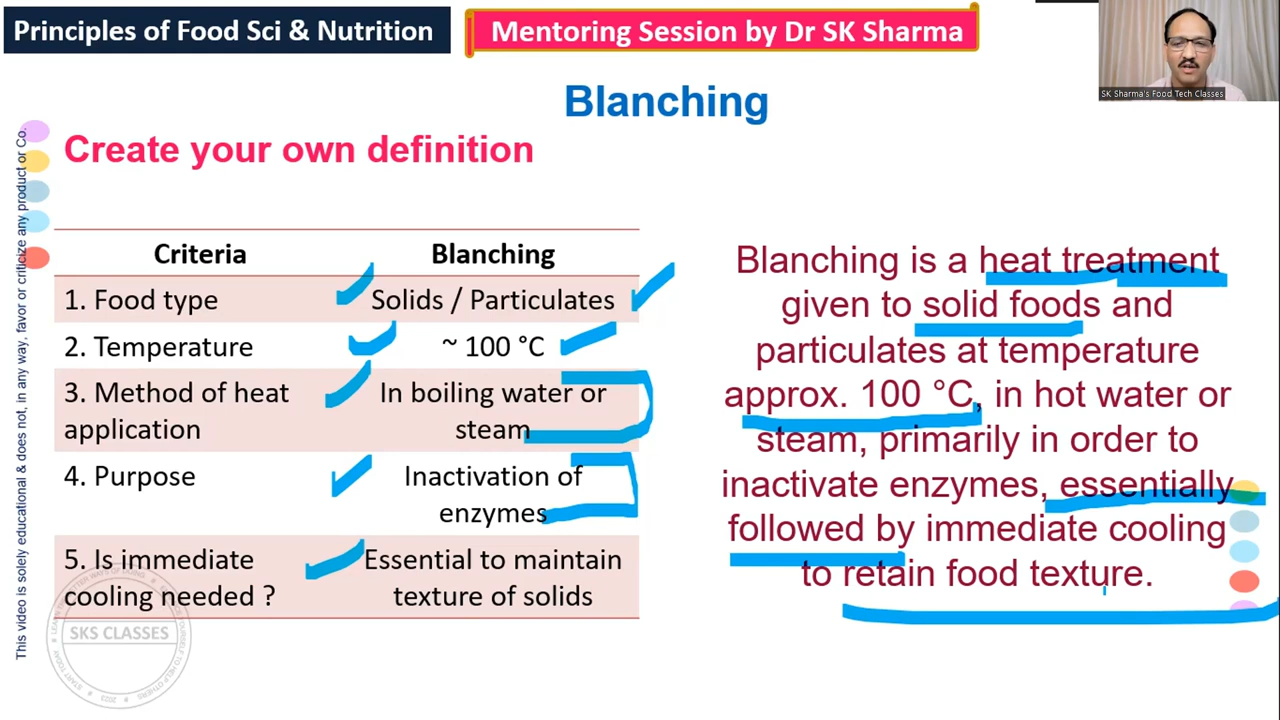 Principles of Food Sci & Nutrition
Mentoring Session by Dr SK Sharma
SK Sharma's Food Tech Classes
Blanching
Create your own definition
This video is solely educational & does not, in any way, favor or criticize any product or Co.
Criteria Blanching
1. Food type Solids / Particulates
2. Temperature ~ 100 °C
3. Method of heat In boiling water or
application steam
4. Purpose Inactivation of
enzymes
5. Is immediate Essential to maintain
cooling needed ? texture of solids
Blanching is a heat treatment
given to solid foods and
particulates at temperature
approx. 100 °C, in hot water or
steam, primarily in order to
inactivate enzymes, essentially
followed by immediate cooling
to retain food texture.
SKS CLASSES
START TODAY
2023